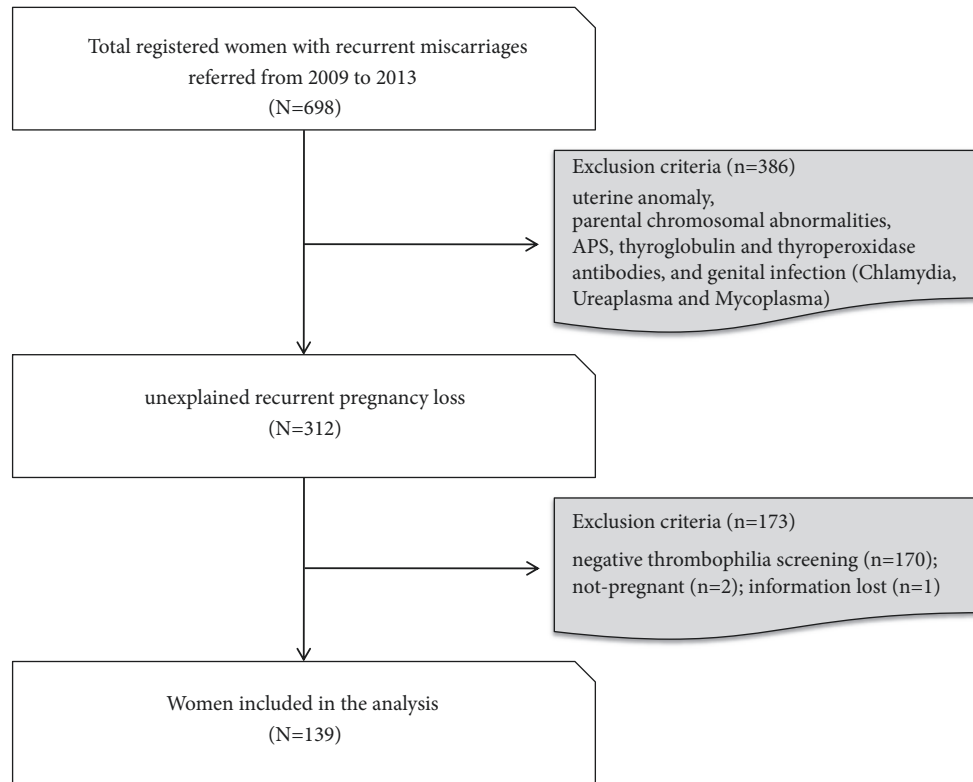 Total registered women with recurrent miscarriages
referred from 2009 to 2013
(N=698)
Exclusion criteria (n=386)
uterine anomaly,
parental chromosomal abnormalities,
APS, thyroglobulin and thyroperoxidase
antibodies, and genital infection (Chlamydia,
Ureaplasma and Mycoplasma)
unexplained recurrent pregnancy loss
(N=312)
Exclusion criteria (n=173)
negative thrombophilia screening (n=170);
not-pregnant (n=2); information lost (n=1)
Women included in the analysis
(N=139)